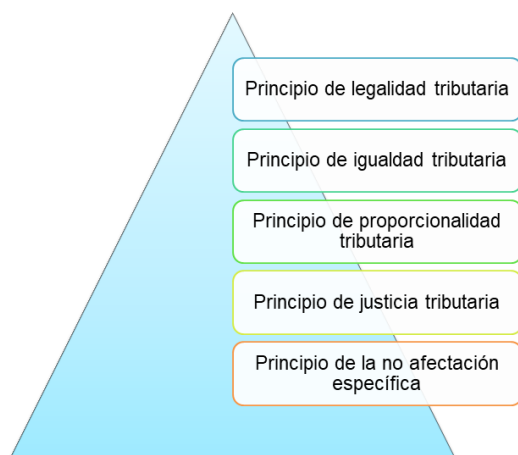 Principio de legalidad tributaria
Principio de igualdad tributaria
Principio de proporcionalidad
tributaria
Principio de justicia tributaria
Principio de la no afectación
específica